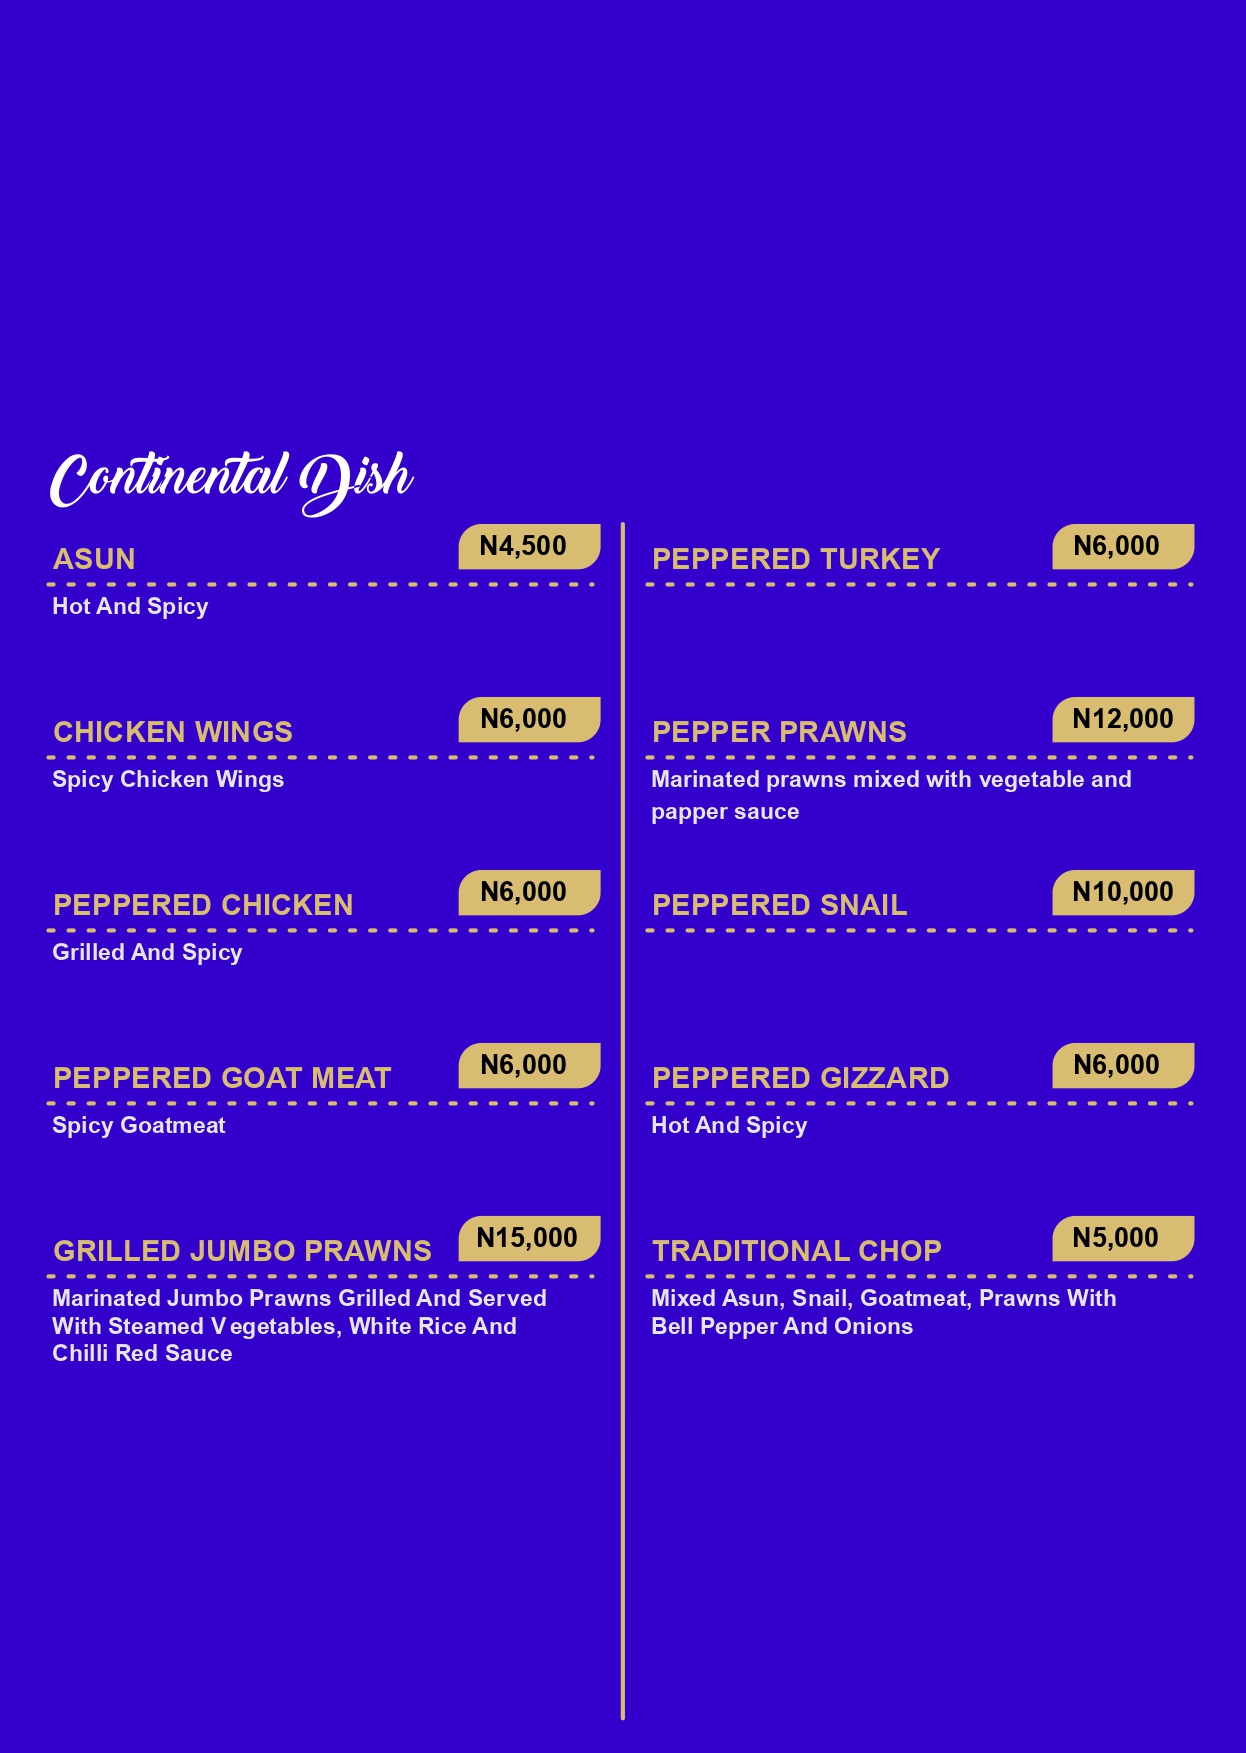 Continental Dish
ASUN
N4,500
Hot And Spicy
CHICKEN WINGS
N6,000
Spicy Chicken Wings
PEPPERED CHICKEN
N6,000
Grilled And Spicy
PEPPERED GOAT MEAT
N6,000
Spicy Goatmeat
GRILLED JUMBO PRAWNS
N15,000
Marinated Jumbo Prawns Grilled And Served
With Steamed Vegetables, White Rice And
Chilli Red Sauce
PEPPERED TURKEY
N6,000
PEPPER PRAWNS
N12,000
Marinated prawns mixed with vegetable and
papper sauce
PEPPERED SNAIL
N10,000
PEPPERED GIZZARD
N6,000
Hot And Spicy
TRADITIONAL CHOP
N5,000
Mixed Asun, Snail, Goatmeat, Prawns With
Bell Pepper And Onions